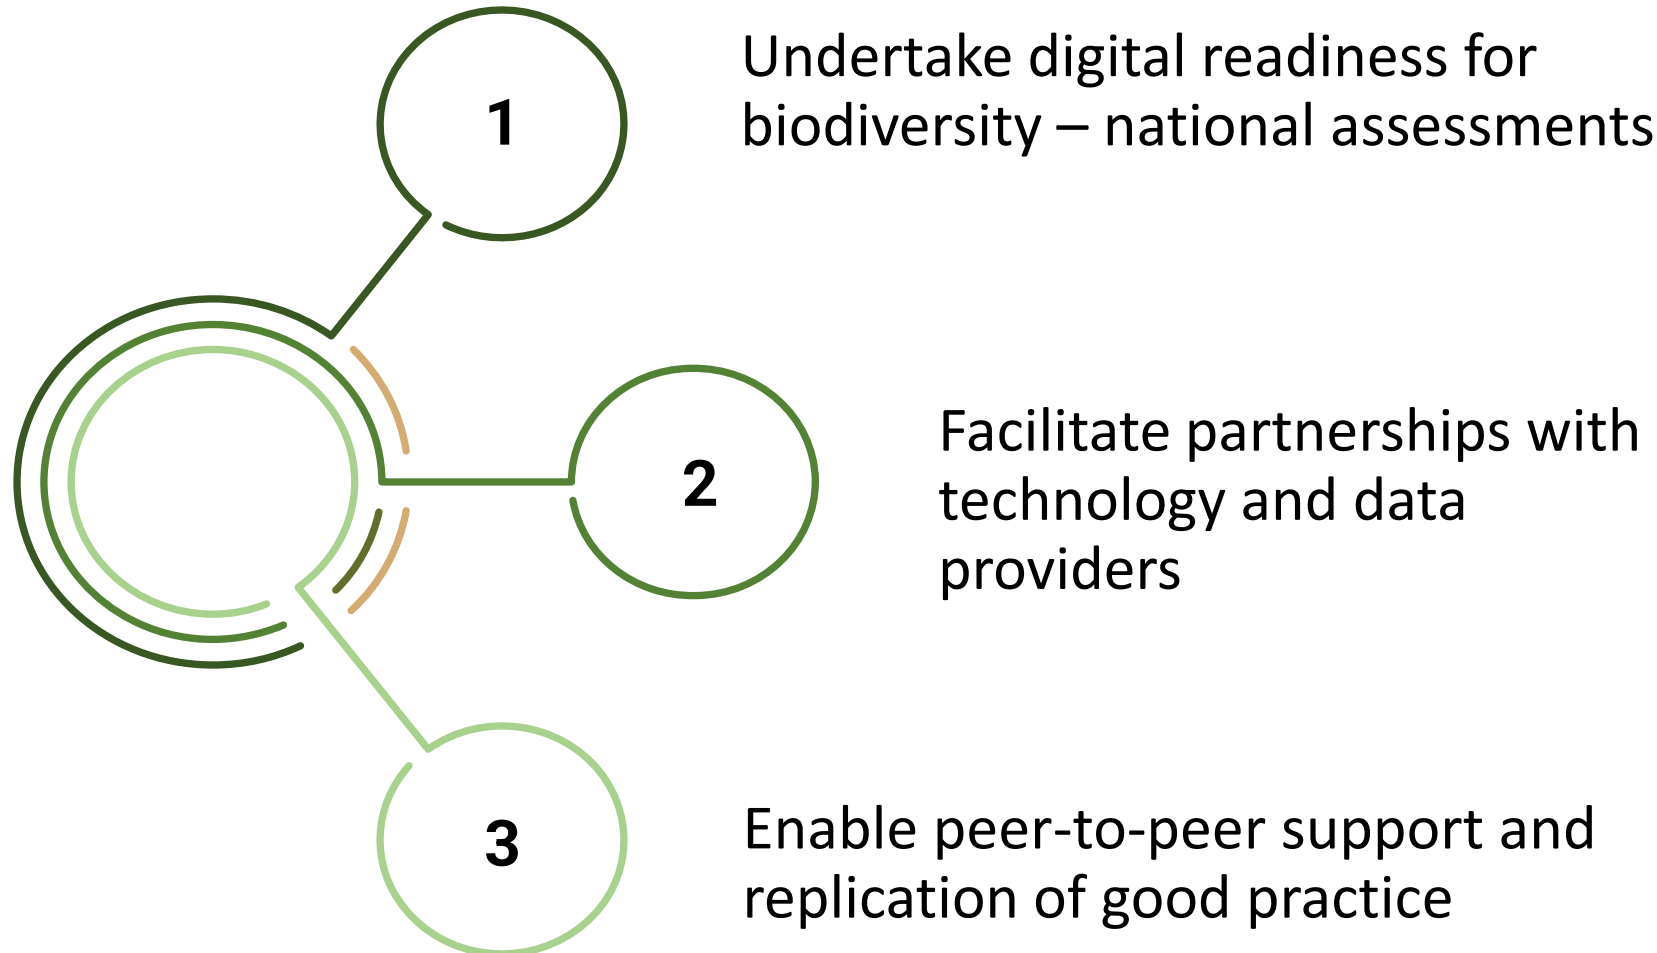 1
Undertake digital readiness for
biodiversity – national assessments
2
Facilitate partnerships with
technology and data
providers
3
Enable peer-to-peer support and
replication of good practice